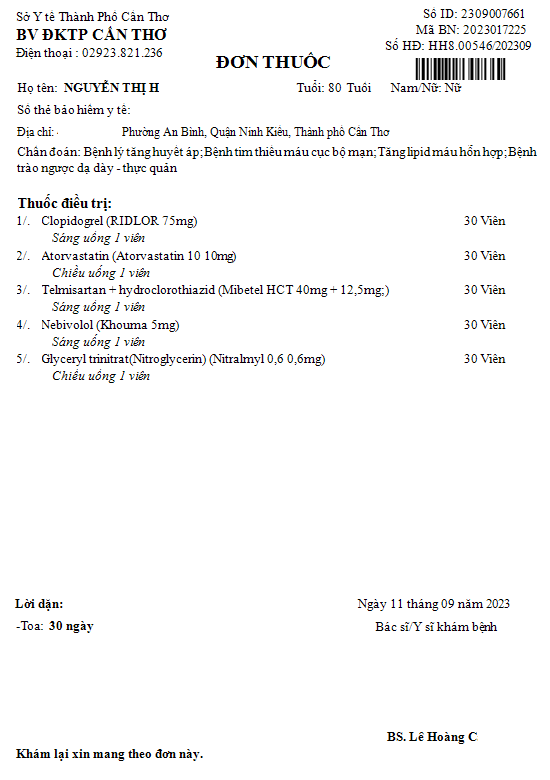 Sở Y tế Thành Phố Cần Thơ
BV ĐKTP CẦN THƠ
Điện thoại : 02923.821.236
Số ID: 2309007661
Mã BN: 2023017225
Số HĐ: HH8.00546/202309
ĐƠN THUỐC
Họ tên: NGUYỄN THỊ H Tuổi: 80 Tuổi Nam/Nữ: Nữ
Số thẻ bảo hiểm y tế:
Địa chỉ: Phường An Bình, Quận Ninh Kiều, Thành phố Cần Thơ
Chẩn đoán: Bệnh lý tăng huyết áp;Bệnh tim thiếu máu cục bộ mạn;Tăng lipid máu hỗn hợp;Bệnh
trào ngược dạ dày - thực quản
Thuốc điều trị:
1/. Clopidogrel (RIDLOR 75mg) 30 Viên
Sáng uống 1 viên
2/. Atorvastatin (Atorvastatin 10 10mg) 30 Viên
Chiều uống 1 viên
3/. Telmisartan + hydroclorothiazid (Mibetel HCT 40mg + 12,5mg;) 30 Viên
Sáng uống 1 viên
4/. Nebivolol (Khouma 5mg) 30 Viên
Sáng uống 1 viên
5/. Glyceryl trinitrat(Nitroglycerin) (Nitralmyl 0,6 0,6mg) 30 Viên
Chiều uống 1 viên
Lời dặn:
-Toa: 30 ngày
Ngày 11 tháng 09 năm 2023
Bác sĩ/Y sĩ khám bệnh
BS. Lê Hoàng C
Khám lại xin mang theo đơn này.